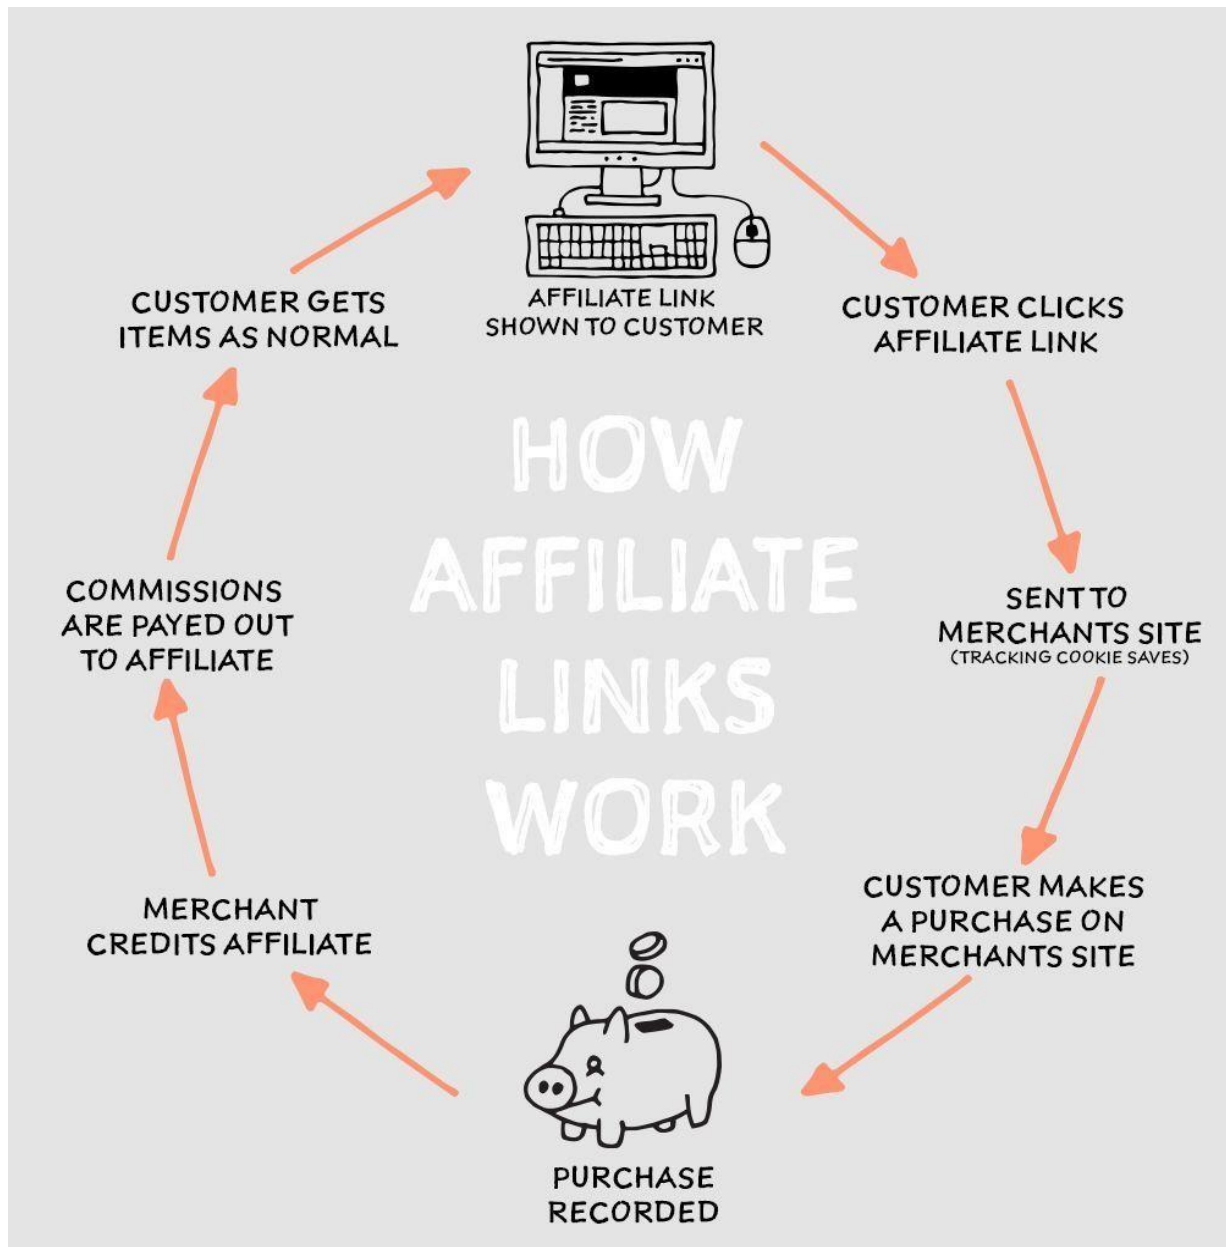 AFFILIATE LINK
SHOWN TO CUSTOMER
CUSTOMER CLICKS
AFFILIATE LINK
SENT TO
MERCHANTS SITE
(TRACKING COOKIE SAVES)
CUSTOMER MAKES
A PURCHASE ON
MERCHANTS SITE
PURCHASE
RECORDED
MERCHANT
CREDITS AFFILIATE
COMMISSIONS
ARE PAYED OUT
TO AFFILIATE
CUSTOMER GETS
ITEMS AS NORMAL
HOW
AFFILIATE
LINKS
WORK